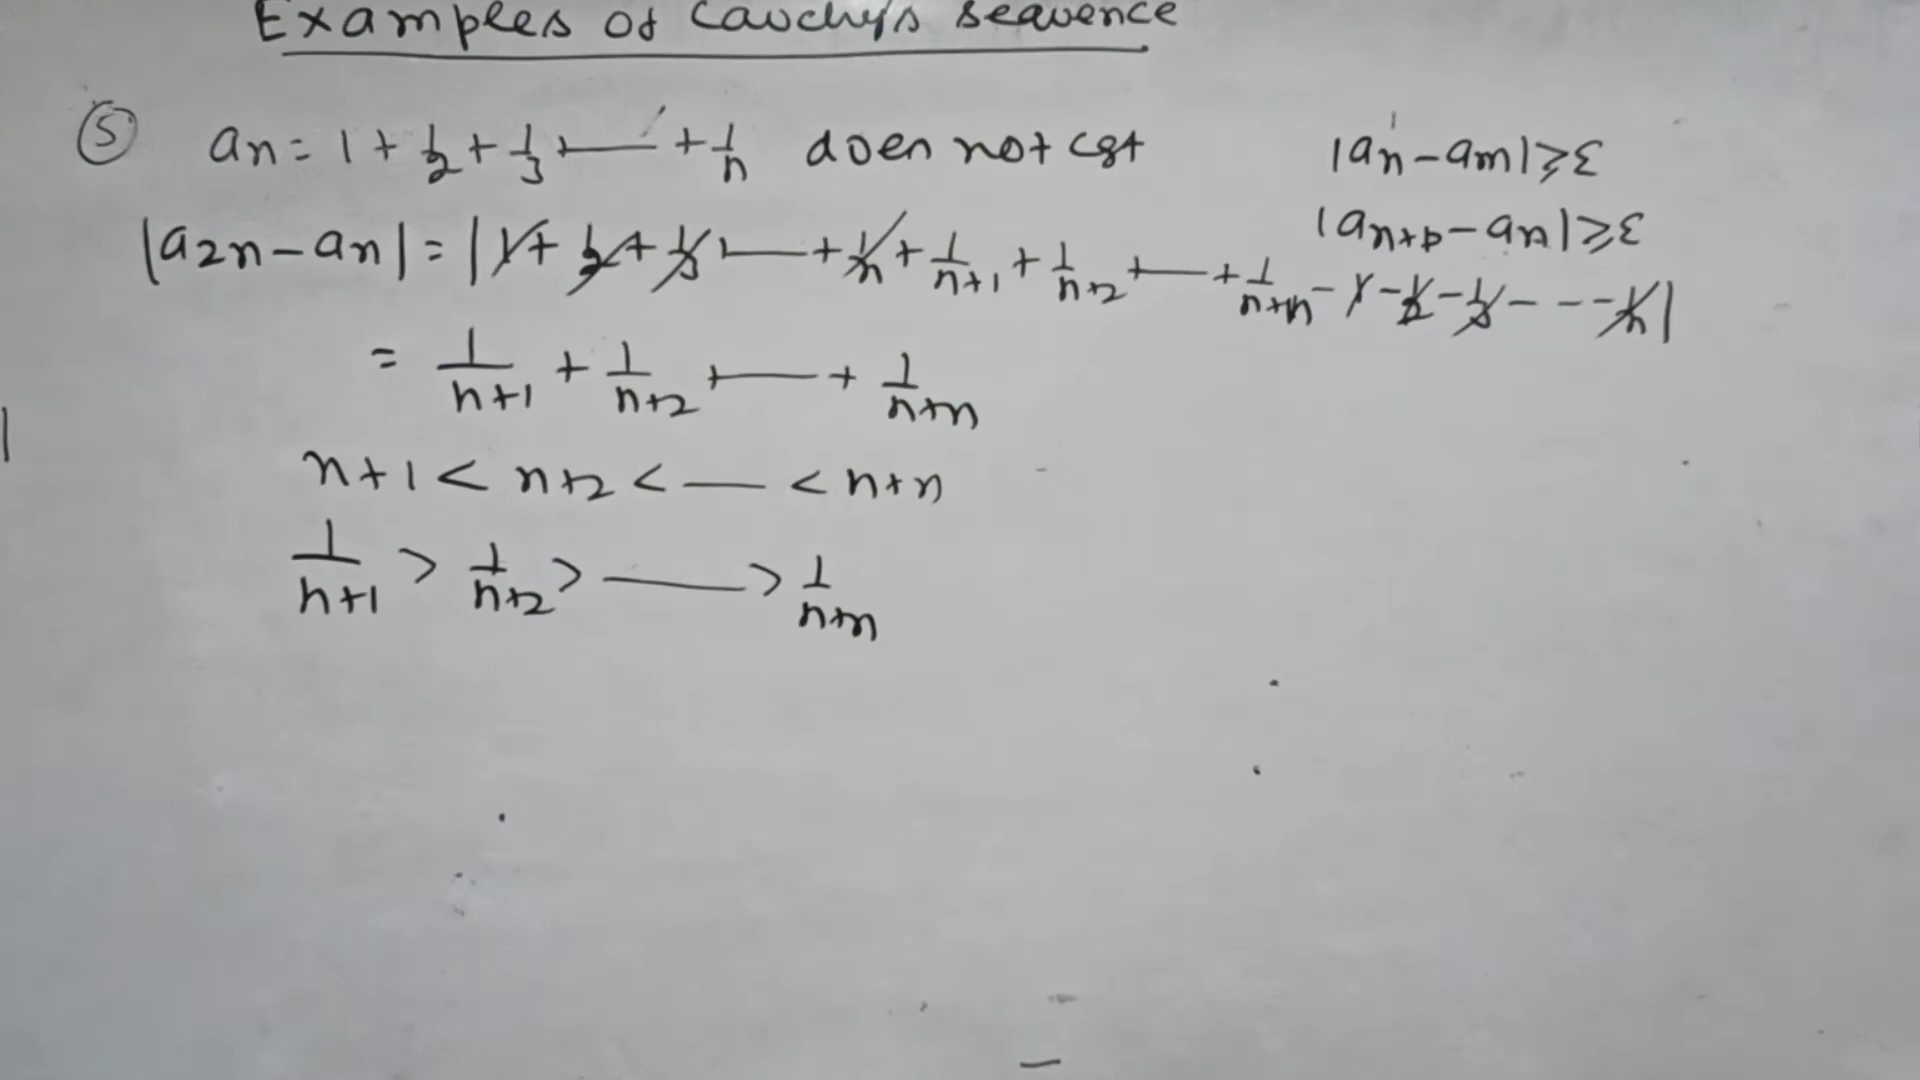 Examples of Cauchy's sequence
⑤ an = 1 + 1/2 + 1/3 + — + 1/n does not cgt
|an - am| ≥ ε
|an+p - an| ≥ ε
|a2n - an| = |1 + 1/2 + 1/3 + — + 1/n + 1/n+1 + 1/n+2 + — + 1/n+n - 1 - 1/2 - 1/3 - - - - 1/n|
= 1/n+1 + 1/n+2 + — + 1/n+n
n+1 < n+2 < — < n+n
1/n+1 > 1/n+2 > — > 1/n+n